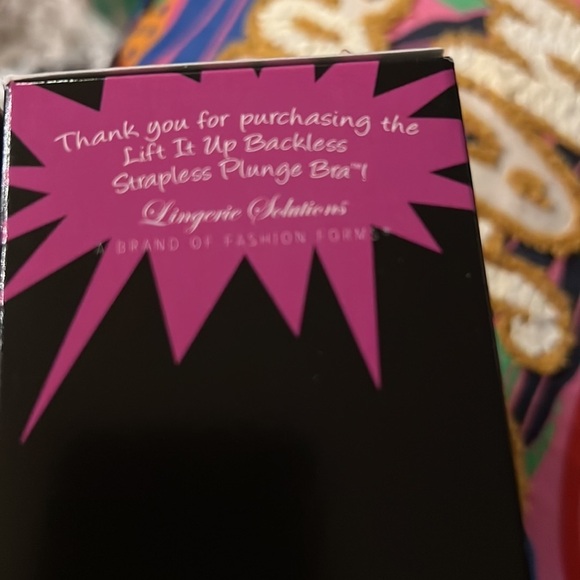 Thank you for purchasing the
Lift It Up Backless
Strapless Plunge Bra™!
Lingerie Solutions
A BRAND OF FASHION FORMS®